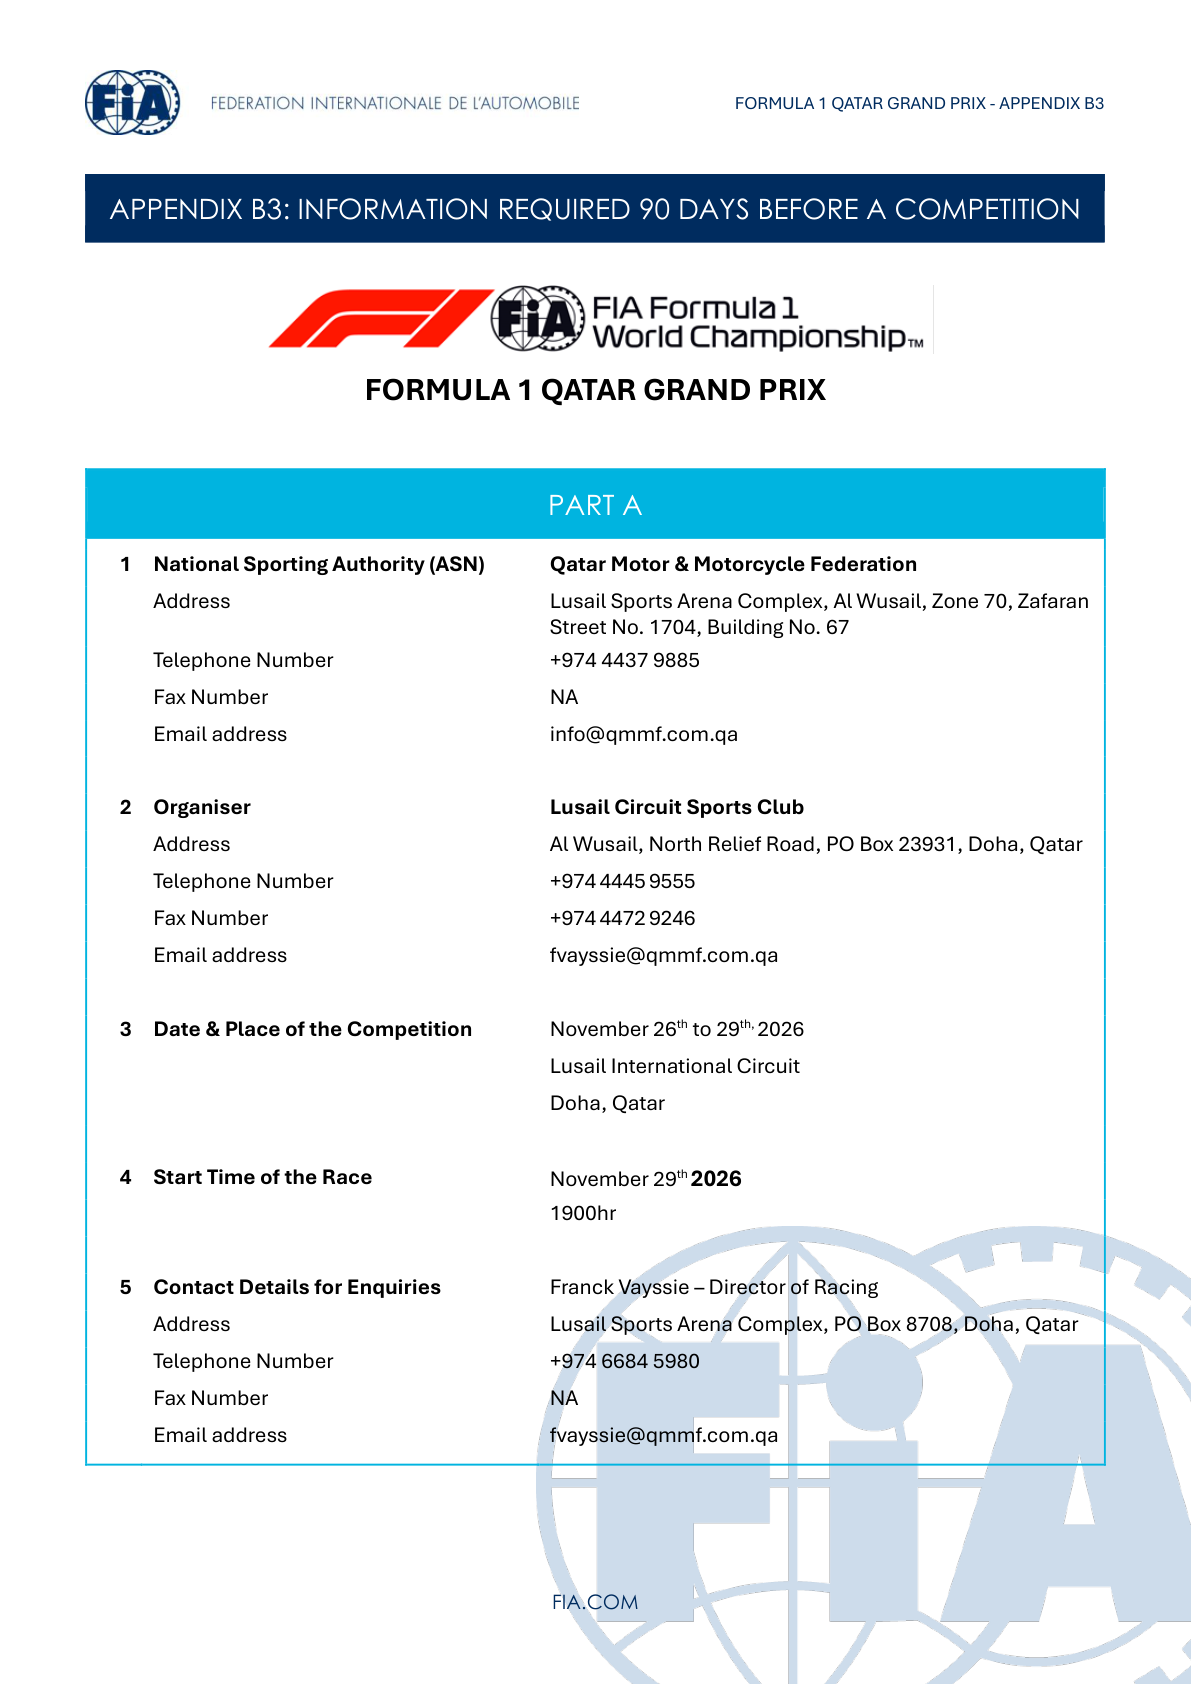 FiA FEDERATION INTERNATIONALE DE L'AUTOMOBILE FORMULA 1 QATAR GRAND PRIX - APPENDIX B3
APPENDIX B3: INFORMATION REQUIRED 90 DAYS BEFORE A COMPETITION
F1 FiA FIA Formula 1
World Championship™
FORMULA 1 QATAR GRAND PRIX
PART A
1 National Sporting Authority (ASN) Qatar Motor & Motorcycle Federation
Address Lusail Sports Arena Complex, Al Wusail, Zone 70, Zafaran
Street No. 1704, Building No. 67
Telephone Number +974 4437 9885
Fax Number NA
Email address info@qmmf.com.qa
2 Organiser Lusail Circuit Sports Club
Address Al Wusail, North Relief Road, PO Box 23931, Doha, Qatar
Telephone Number +974 4445 9555
Fax Number +974 4472 9246
Email address fvayssie@qmmf.com.qa
3 Date & Place of the Competition November 26th to 29th, 2026
Lusail International Circuit
Doha, Qatar
4 Start Time of the Race November 29th 2026
1900hr
5 Contact Details for Enquiries Franck Vayssie – Director of Racing
Address Lusail Sports Arena Complex, PO Box 8708, Doha, Qatar
Telephone Number +974 6684 5980
Fax Number NA
Email address fvayssie@qmmf.com.qa
FiA
FIA.COM